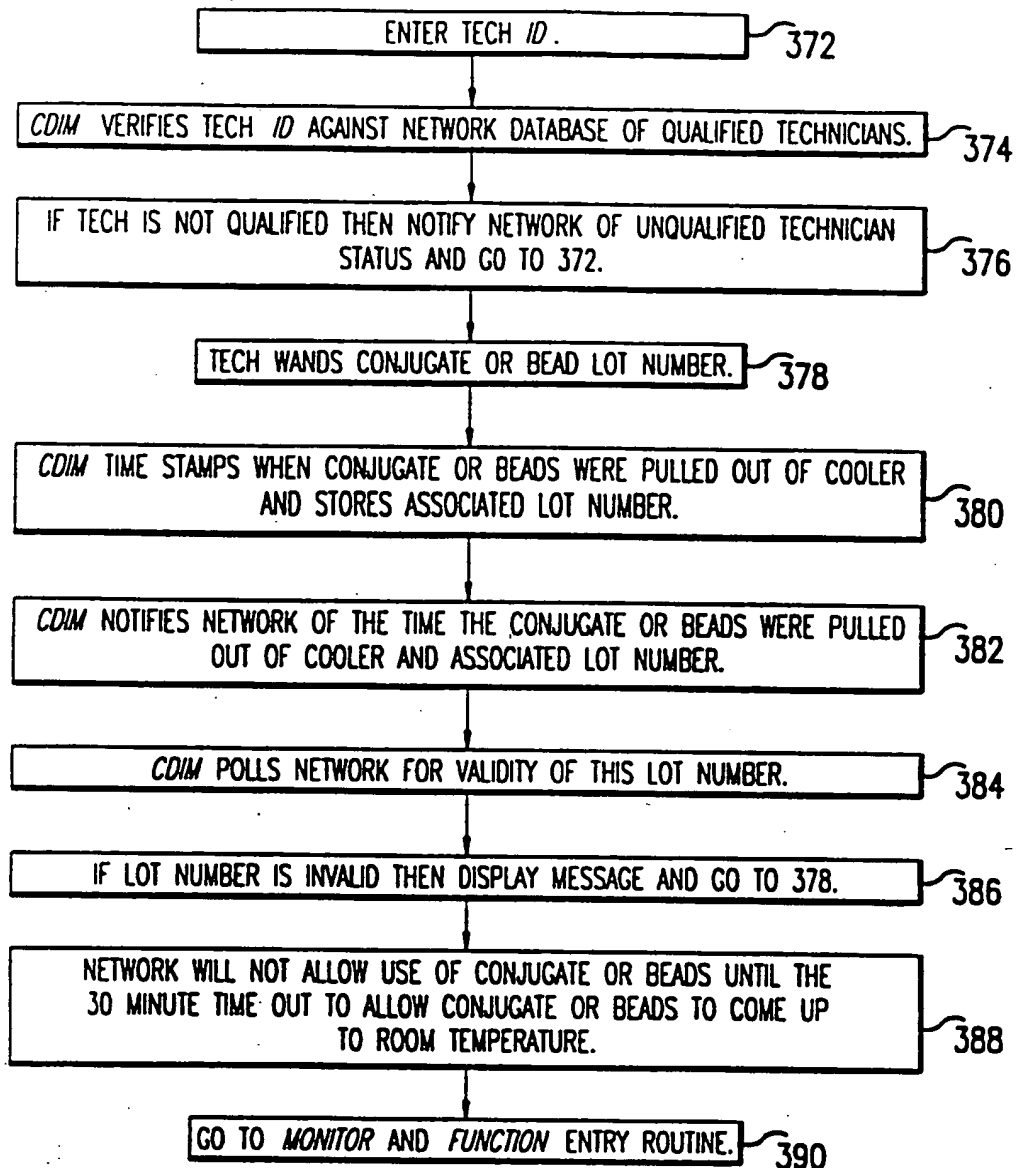 ENTER TECH ID.
372
CDIM VERIFIES TECH ID AGAINST NETWORK DATABASE OF QUALIFIED TECHNICIANS.
374
IF TECH IS NOT QUALIFIED THEN NOTIFY NETWORK OF UNQUALIFIED TECHNICIAN
STATUS AND GO TO 372.
376
TECH WANDS CONJUGATE OR BEAD LOT NUMBER.
378
CDIM TIME STAMPS WHEN CONJUGATE OR BEADS WERE PULLED OUT OF COOLER
AND STORES ASSOCIATED LOT NUMBER.
380
CDIM NOTIFIES NETWORK OF THE TIME THE CONJUGATE OR BEADS WERE PULLED
OUT OF COOLER AND ASSOCIATED LOT NUMBER.
382
CDIM POLLS NETWORK FOR VALIDITY OF THIS LOT NUMBER.
384
IF LOT NUMBER IS INVALID THEN DISPLAY MESSAGE AND GO TO 378.
386
NETWORK WILL NOT ALLOW USE OF CONJUGATE OR BEADS UNTIL THE
30 MINUTE TIME OUT TO ALLOW CONJUGATE OR BEADS TO COME UP
TO ROOM TEMPERATURE.
388
GO TO MONITOR AND FUNCTION ENTRY ROUTINE.
390